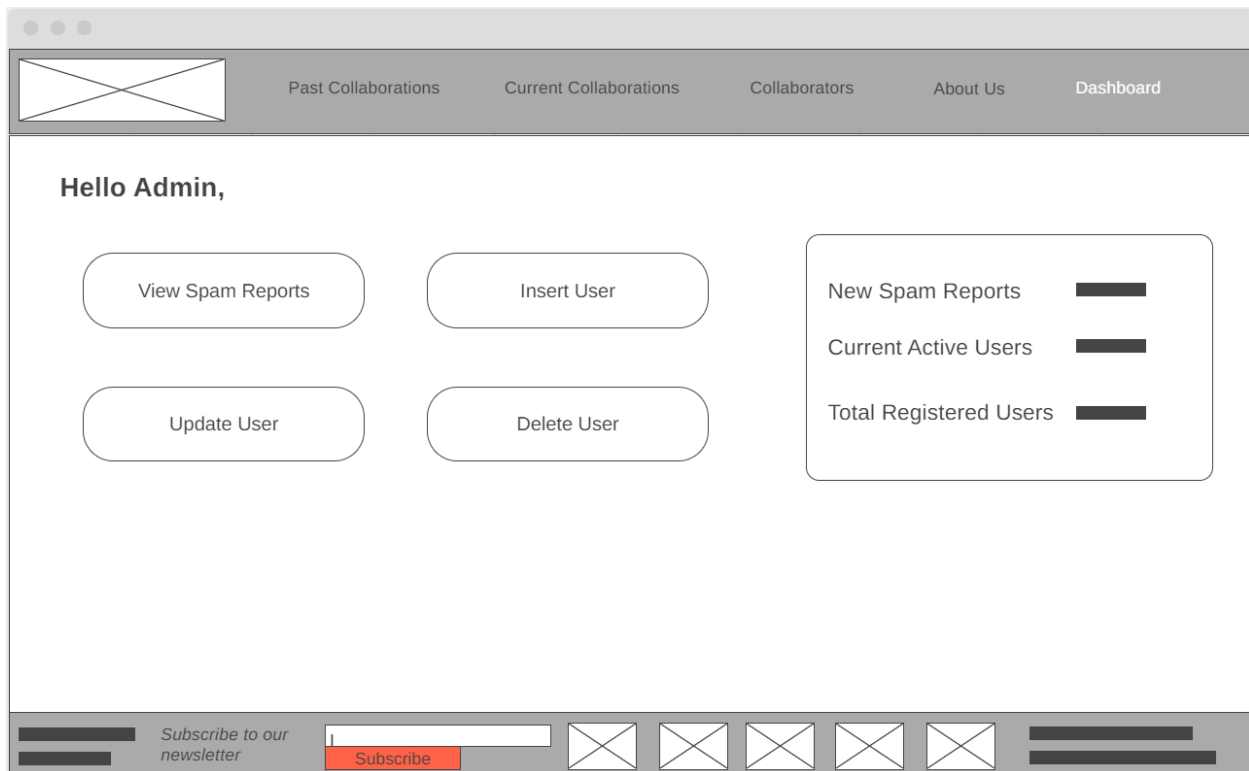 Past Collaborations
Current Collaborations
Collaborators
About Us
Dashboard
Hello Admin,
View Spam Reports
Insert User
Update User
Delete User
New Spam Reports
Current Active Users
Total Registered Users
Subscribe to our
newsletter
Subscribe